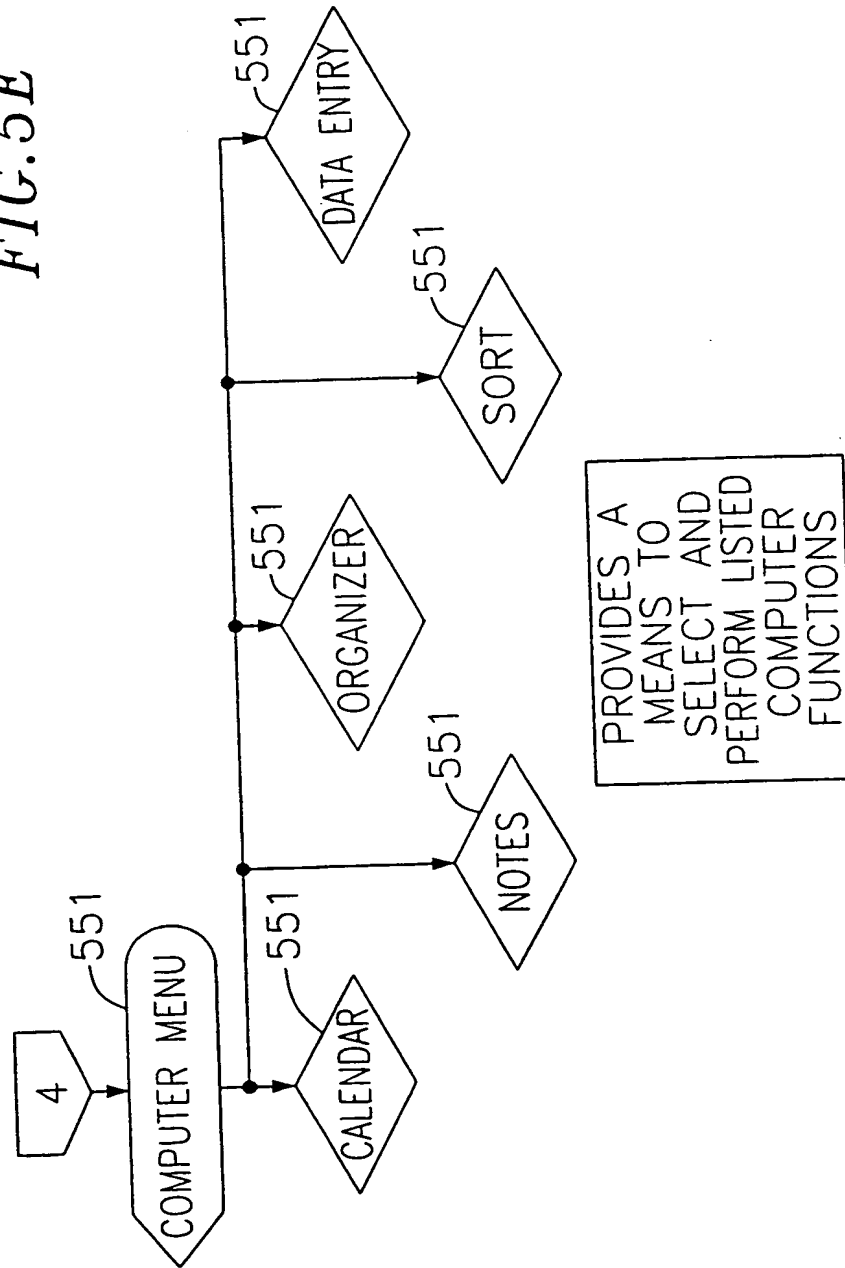 FIG.5E
4
551
COMPUTER MENU
551
CALENDAR
551
NOTES
551
ORGANIZER
551
SORT
551
DATA ENTRY
PROVIDES A
MEANS TO
SELECT AND
PERFORM LISTED
COMPUTER
FUNCTIONS